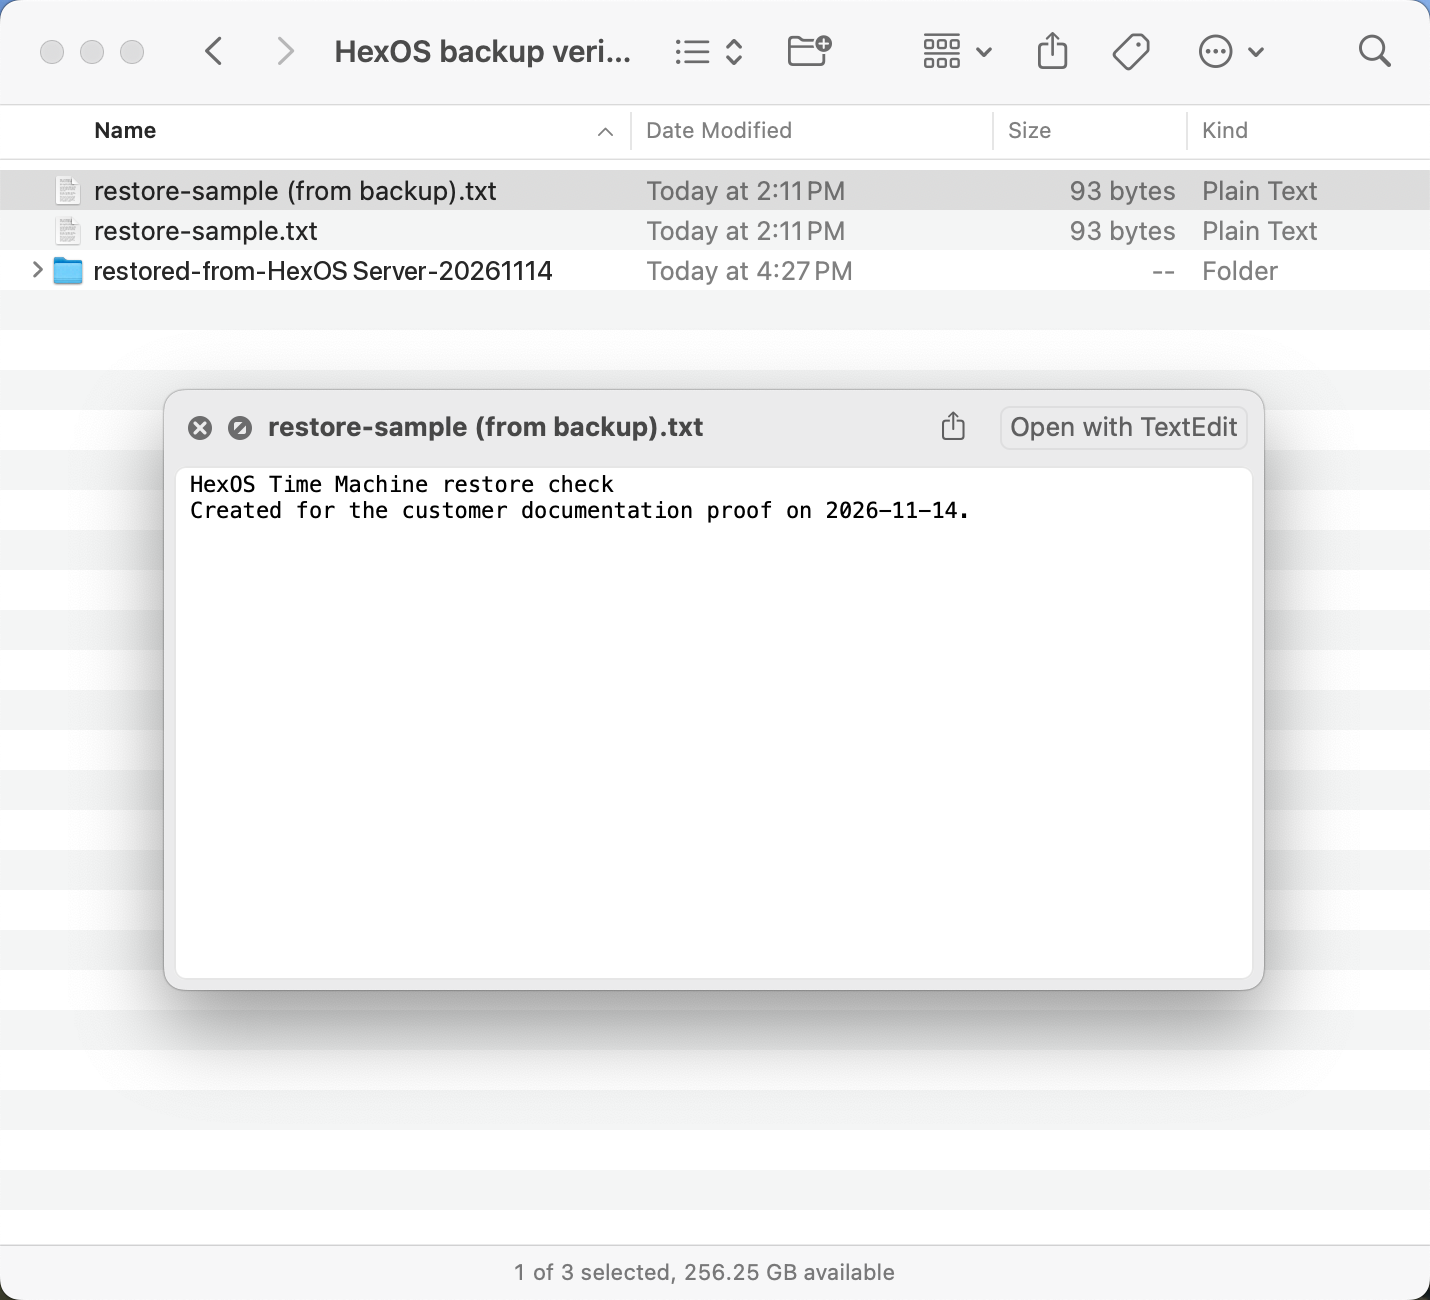 HexOS backup veri...
Name Date Modified Size Kind
restore-sample (from backup).txt Today at 2:11 PM 93 bytes Plain Text
restore-sample.txt Today at 2:11 PM 93 bytes Plain Text
restored-from-HexOS Server-20261114 Today at 4:27 PM -- Folder
restore-sample (from backup).txt Open with TextEdit
HexOS Time Machine restore check
Created for the customer documentation proof on 2026-11-14.
1 of 3 selected, 256.25 GB available